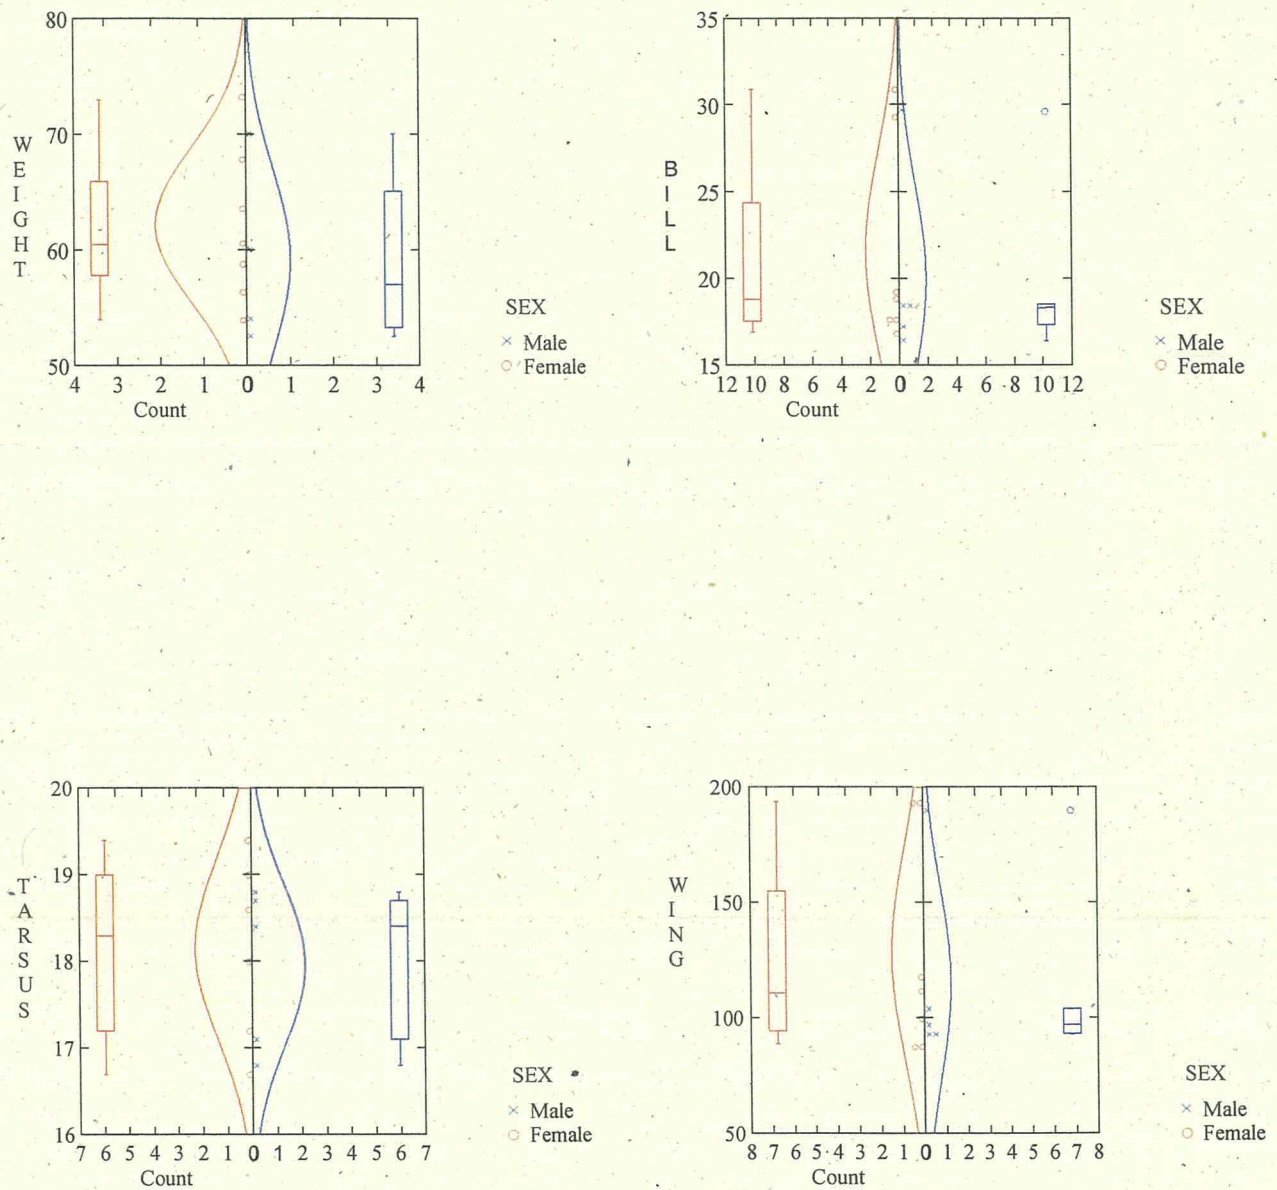 80
70
60
50
WEIGHT
4 3 2 1 0 1 2 3 4
Count
SEX
× Male
○ Female
35
30
25
20
15
BILL
12 10 8 6 4 2 0 2 4 6 8 10 12
Count
SEX
× Male
○ Female
20
19
18
17
16
TARSUS
7 6 5 4 3 2 1 0 1 2 3 4 5 6 7
Count
SEX
× Male
○ Female
200
150
100
50
WING
8 7 6 5 4 3 2 1 0 1 2 3 4 5 6 7 8
Count
SEX
× Male
○ Female